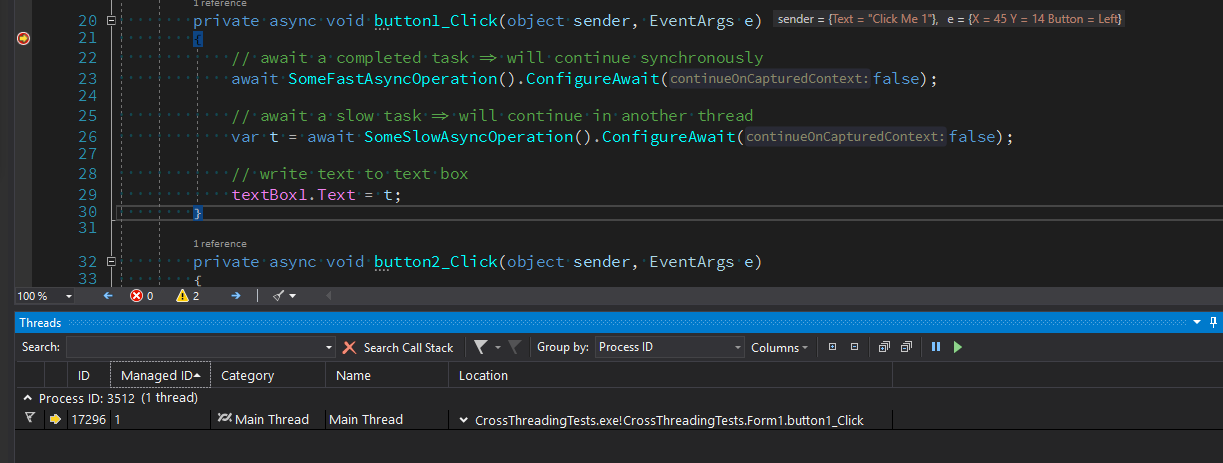 1 reference
20 private async void button1_Click(object sender, EventArgs e) sender = {Text = "Click Me 1"}, e = {X = 45 Y = 14 Button = Left}
21 {
22 // await a completed task ⇒ will continue synchronously
23 await SomeFastAsyncOperation().ConfigureAwait(continueOnCapturedContext:false);
24
25 // await a slow task ⇒ will continue in another thread
26 var t = await SomeSlowAsyncOperation().ConfigureAwait(continueOnCapturedContext:false);
27
28 // write text to text box
29 textBox1.Text = t;
30 }
31
1 reference
32 private async void button2_Click(object sender, EventArgs e)
33 {
100 % 0 2
Threads
Search: Search Call Stack Group by: Process ID Columns
ID Managed ID Category Name Location
Process ID: 3512 (1 thread)
17296 1 Main Thread Main Thread CrossThreadingTests.exe!CrossThreadingTests.Form1.button1_Click